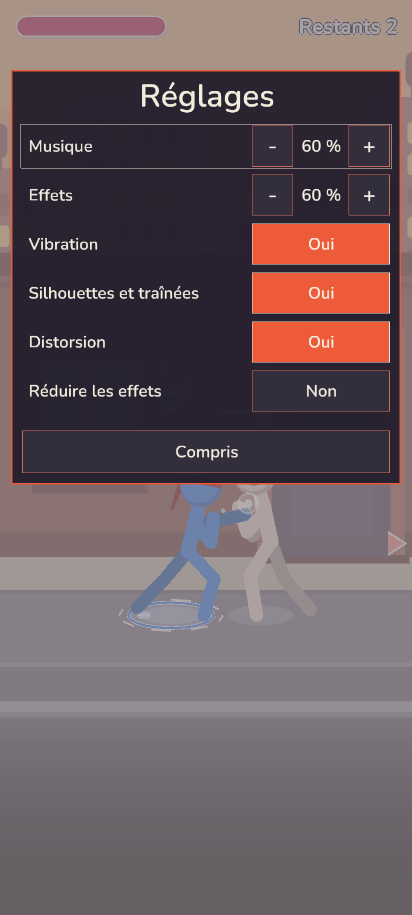 Restants 2
Réglages
Musique - 60 % +
Effets - 60 % +
Vibration Oui
Silhouettes et traînées Oui
Distorsion Oui
Réduire les effets Non
Compris